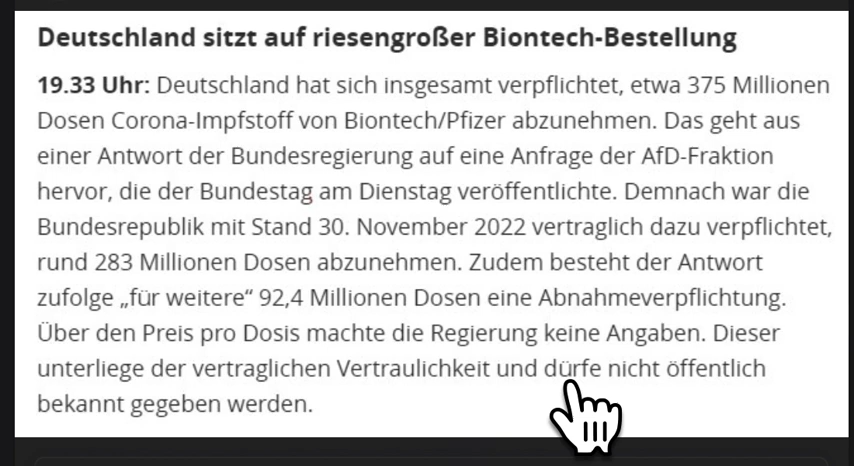 Deutschland sitzt auf riesengroßer Biontech-Bestellung
19.33 Uhr: Deutschland hat sich insgesamt verpflichtet, etwa 375 Millionen
Dosen Corona-Impfstoff von Biontech/Pfizer abzunehmen. Das geht aus
einer Antwort der Bundesregierung auf eine Anfrage der AfD-Fraktion
hervor, die der Bundestag am Dienstag veröffentlichte. Demnach war die
Bundesrepublik mit Stand 30. November 2022 vertraglich dazu verpflichtet,
rund 283 Millionen Dosen abzunehmen. Zudem besteht der Antwort
zufolge „für weitere“ 92,4 Millionen Dosen eine Abnahmeverpflichtung.
Über den Preis pro Dosis machte die Regierung keine Angaben. Dieser
unterliege der vertraglichen Vertraulichkeit und dürfe nicht öffentlich
bekannt gegeben werden.